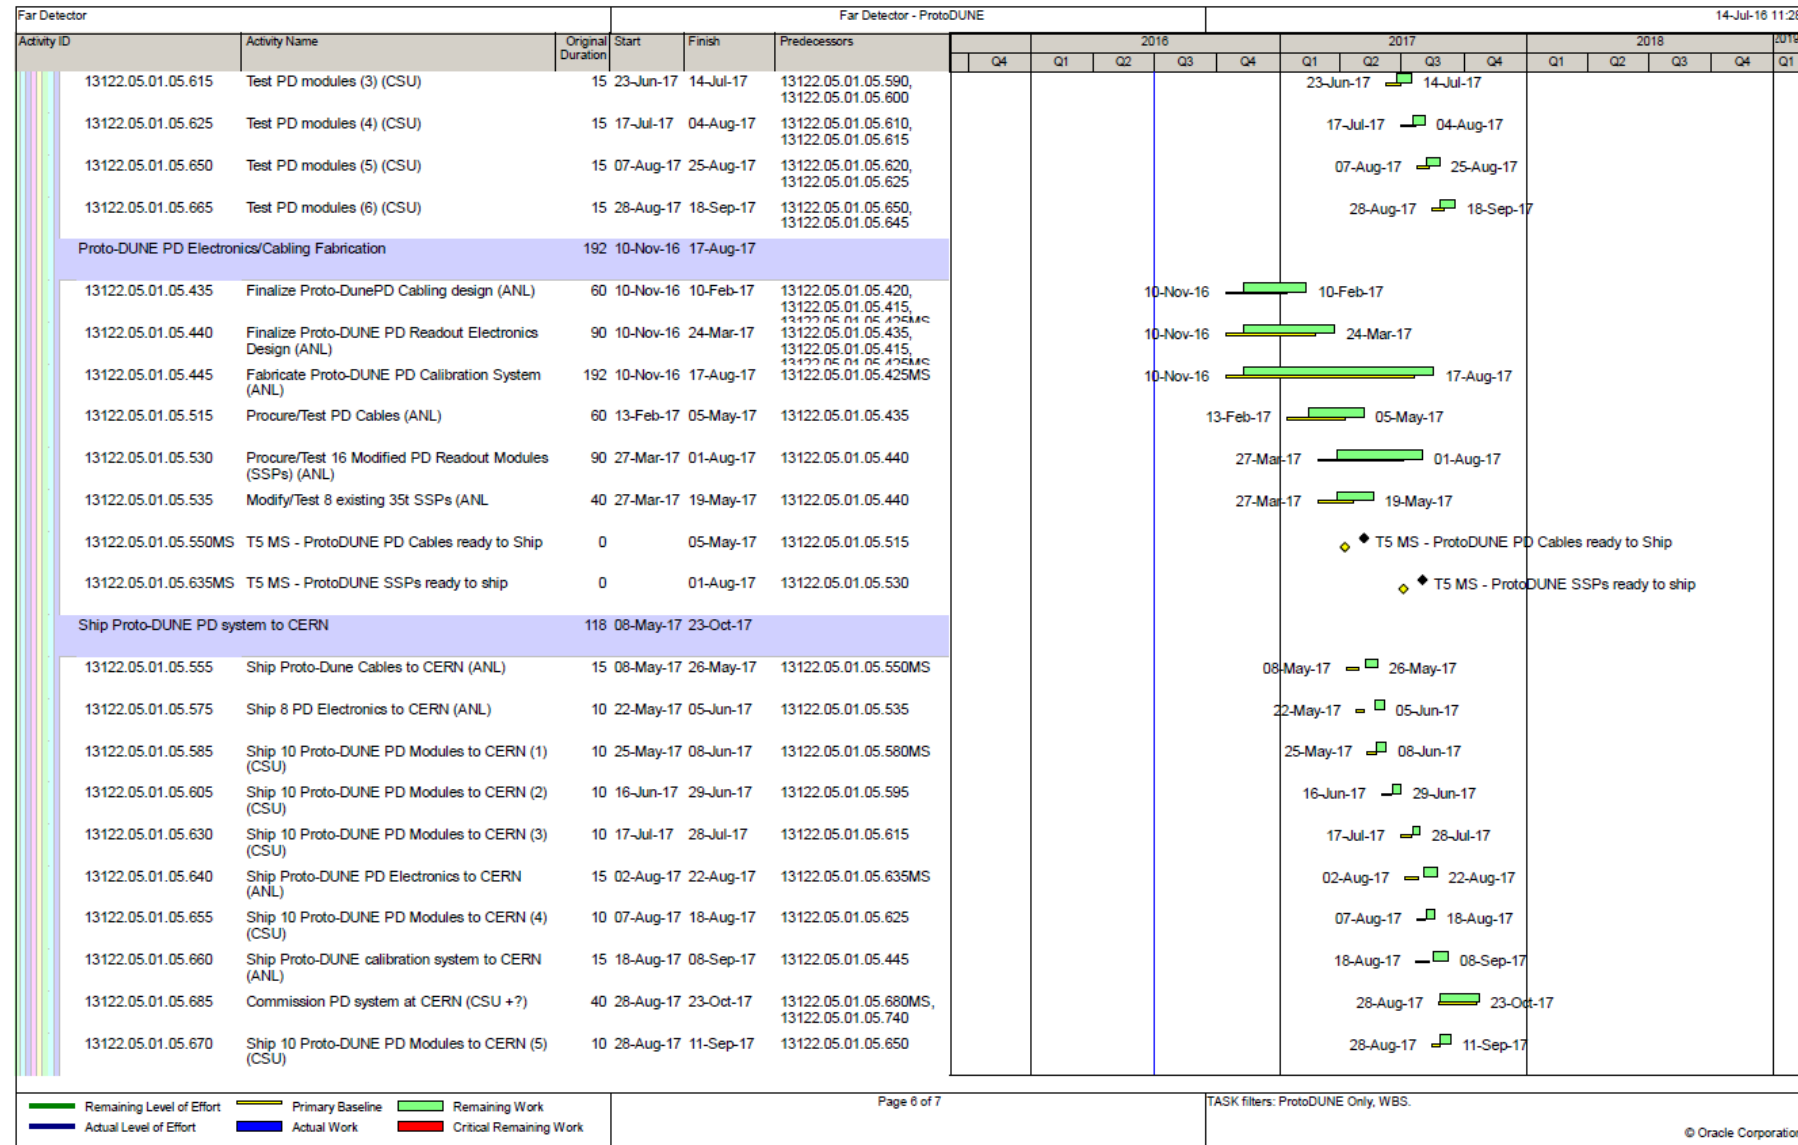 Far Detector
Far Detector - ProtoDUNE
14-Jul-16 11:28
Activity ID Activity Name Original Duration Start Finish Predecessors 2016 2017 2018 2019
Q4 Q1 Q2 Q3 Q4 Q1 Q2 Q3 Q4 Q1 Q2 Q3 Q4 Q1
13122.05.01.05.615 Test PD modules (3) (CSU) 15 23-Jun-17 14-Jul-17 13122.05.01.05.590, 23-Jun-17 14-Jul-17
13122.05.01.05.600
13122.05.01.05.625 Test PD modules (4) (CSU) 15 17-Jul-17 04-Aug-17 13122.05.01.05.610, 17-Jul-17 04-Aug-17
13122.05.01.05.615
13122.05.01.05.650 Test PD modules (5) (CSU) 15 07-Aug-17 25-Aug-17 13122.05.01.05.620, 07-Aug-17 25-Aug-17
13122.05.01.05.625
13122.05.01.05.665 Test PD modules (6) (CSU) 15 28-Aug-17 18-Sep-17 13122.05.01.05.650, 28-Aug-17 18-Sep-17
13122.05.01.05.645
Proto-DUNE PD Electronics/Cabling Fabrication 192 10-Nov-16 17-Aug-17
13122.05.01.05.435 Finalize Proto-DunePD Cabling design (ANL) 60 10-Nov-16 10-Feb-17 13122.05.01.05.420, 10-Nov-16 10-Feb-17
13122.05.01.05.415,
13122.05.01.05.425MS
13122.05.01.05.440 Finalize Proto-DUNE PD Readout Electronics 90 10-Nov-16 24-Mar-17 13122.05.01.05.435, 10-Nov-16 24-Mar-17
Design (ANL) 13122.05.01.05.415,
13122.05.01.05.425MS
13122.05.01.05.445 Fabricate Proto-DUNE PD Calibration System 192 10-Nov-16 17-Aug-17 13122.05.01.05.425MS 10-Nov-16 17-Aug-17
(ANL)
13122.05.01.05.515 Procure/Test PD Cables (ANL) 60 13-Feb-17 05-May-17 13122.05.01.05.435 13-Feb-17 05-May-17
13122.05.01.05.530 Procure/Test 16 Modified PD Readout Modules 90 27-Mar-17 01-Aug-17 13122.05.01.05.440 27-Mar-17 01-Aug-17
(SSPs) (ANL)
13122.05.01.05.535 Modify/Test 8 existing 35t SSPs (ANL 40 27-Mar-17 19-May-17 13122.05.01.05.440 27-Mar-17 19-May-17
13122.05.01.05.550MS T5 MS - ProtoDUNE PD Cables ready to Ship 0 05-May-17 13122.05.01.05.515 T5 MS - ProtoDUNE PD Cables ready to Ship
13122.05.01.05.635MS T5 MS - ProtoDUNE SSPs ready to ship 0 01-Aug-17 13122.05.01.05.530 T5 MS - ProtoDUNE SSPs ready to ship
Ship Proto-DUNE PD system to CERN 118 08-May-17 23-Oct-17
13122.05.01.05.555 Ship Proto-Dune Cables to CERN (ANL) 15 08-May-17 26-May-17 13122.05.01.05.550MS 08-May-17 26-May-17
13122.05.01.05.575 Ship 8 PD Electronics to CERN (ANL) 10 22-May-17 05-Jun-17 13122.05.01.05.535 22-May-17 05-Jun-17
13122.05.01.05.585 Ship 10 Proto-DUNE PD Modules to CERN (1) 10 25-May-17 08-Jun-17 13122.05.01.05.580MS 25-May-17 08-Jun-17
(CSU)
13122.05.01.05.605 Ship 10 Proto-DUNE PD Modules to CERN (2) 10 16-Jun-17 29-Jun-17 13122.05.01.05.595 16-Jun-17 29-Jun-17
(CSU)
13122.05.01.05.630 Ship 10 Proto-DUNE PD Modules to CERN (3) 10 17-Jul-17 28-Jul-17 13122.05.01.05.615 17-Jul-17 28-Jul-17
(CSU)
13122.05.01.05.640 Ship Proto-DUNE PD Electronics to CERN 15 02-Aug-17 22-Aug-17 13122.05.01.05.635MS 02-Aug-17 22-Aug-17
(ANL)
13122.05.01.05.655 Ship 10 Proto-DUNE PD Modules to CERN (4) 10 07-Aug-17 18-Aug-17 13122.05.01.05.625 07-Aug-17 18-Aug-17
(CSU)
13122.05.01.05.660 Ship Proto-DUNE calibration system to CERN 15 18-Aug-17 08-Sep-17 13122.05.01.05.445 18-Aug-17 08-Sep-17
(ANL)
13122.05.01.05.685 Commission PD system at CERN (CSU +?) 40 28-Aug-17 23-Oct-17 13122.05.01.05.680MS, 28-Aug-17 23-Oct-17
13122.05.01.05.740
13122.05.01.05.670 Ship 10 Proto-DUNE PD Modules to CERN (5) 10 28-Aug-17 11-Sep-17 13122.05.01.05.650 28-Aug-17 11-Sep-17
(CSU)
Remaining Level of Effort Primary Baseline Remaining Work Page 6 of 7 TASK filters: ProtoDUNE Only, WBS.
Actual Level of Effort Actual Work Critical Remaining Work
© Oracle Corporation